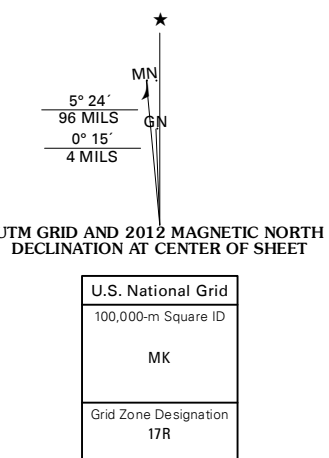 ★
MN
5° 24´
96 MILS
GN
0° 15´
4 MILS
UTM GRID AND 2012 MAGNETIC NORTH
DECLINATION AT CENTER OF SHEET
U.S. National Grid
100,000-m Square ID
MK
Grid Zone Designation
17R